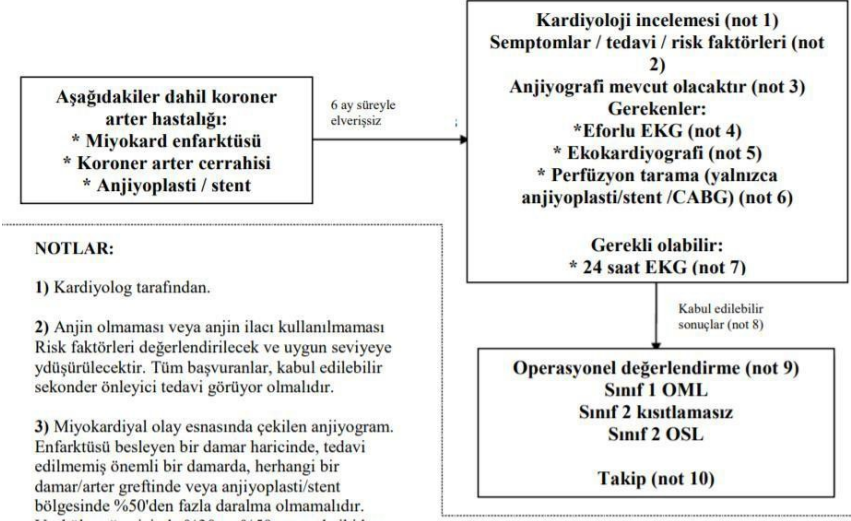 Kardiyoloji incelemesi (not 1)
Semptomlar / tedavi / risk faktörleri (not
2)
Anjiyografi mevcut olacaktır (not 3)
Gerekenler:
*Eforlu EKG (not 4)
* Ekokardiyografi (not 5)
* Perfüzyon tarama (yalnızca
anjiyoplasti/stent /CABG) (not 6)
Gerekli olabilir:
* 24 saat EKG (not 7)
Aşağıdakiler dahil koroner
arter hastalığı:
* Miyokard enfarktüsü
* Koroner arter cerrahisi
* Anjiyoplasti / stent
6 ay süreyle
elverişsiz
Kabul edilebilir
sonuçlar (not 8)
Operasyonel değerlendirme (not 9)
Sınıf 1 OML
Sınıf 2 kısıtlamasız
Sınıf 2 OSL
Takip (not 10)
NOTLAR:
1) Kardiyolog tarafından.
2) Anjin olmaması veya anjin ilacı kullanılmaması
Risk faktörleri değerlendirilecek ve uygun seviyeye
ydüşürülecektir. Tüm başvuranlar, kabul edilebilir
sekonder önleyici tedavi görüyor olmalıdır.
3) Miyokardiyal olay esnasında çekilen anjiyogram.
Enfarktüsü besleyen bir damar haricinde, tedavi
edilmemiş önemli bir damarda, herhangi bir
damar/arter greftinde veya anjiyoplasti/stent
bölgesinde %50'den fazla daralma olmamalıdır.